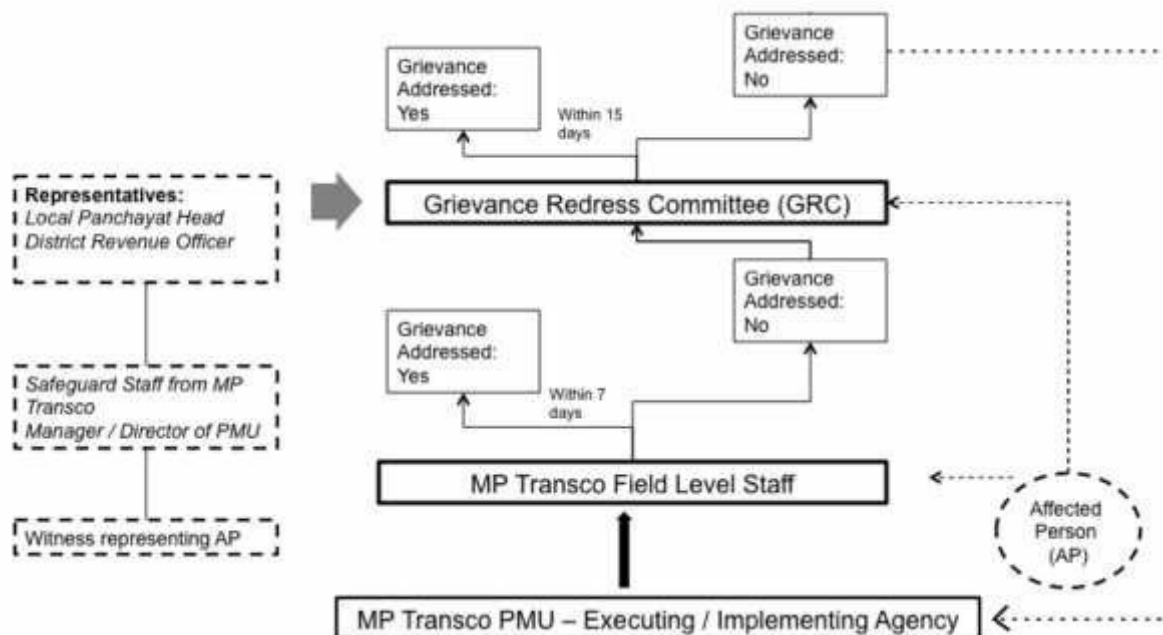 Grievance
Addressed:
No
Grievance
Addressed:
Yes
Within 15
days
Representatives:
Local Panchayat Head
District Revenue Officer
Grievance Redress Committee (GRC)
Grievance
Addressed:
No
Grievance
Addressed:
Yes
Within 7
days
Safeguard Staff from MP
Transco
Manager / Director of PMU
MP Transco Field Level Staff
Witness representing AP
Affected
Person
(AP)
MP Transco PMU – Executing / Implementing Agency